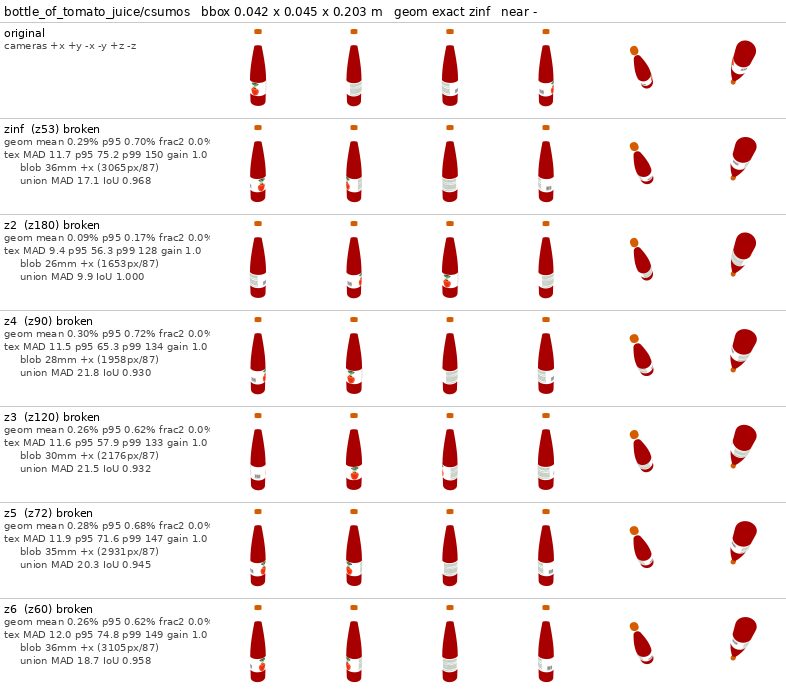 bottle_of_tomato_juice/csumos bbox 0.042 x 0.045 x 0.203 m geom exact zinf near -
original
cameras +x +y -x -y +z -z
zinf (z53) broken
geom mean 0.29% p95 0.70% frac2 0.0%
tex MAD 11.7 p95 75.2 p99 150 gain 1.0
blob 36mm +x (3065px/87)
union MAD 17.1 IoU 0.968
z2 (z180) broken
geom mean 0.09% p95 0.17% frac2 0.0%
tex MAD 9.4 p95 56.3 p99 128 gain 1.0
blob 26mm +x (1653px/87)
union MAD 9.9 IoU 1.000
z4 (z90) broken
geom mean 0.30% p95 0.72% frac2 0.0%
tex MAD 11.5 p95 65.3 p99 134 gain 1.0
blob 28mm +x (1958px/87)
union MAD 21.8 IoU 0.930
z3 (z120) broken
geom mean 0.26% p95 0.62% frac2 0.0%
tex MAD 11.6 p95 57.9 p99 133 gain 1.0
blob 30mm +x (2176px/87)
union MAD 21.5 IoU 0.932
z5 (z72) broken
geom mean 0.28% p95 0.68% frac2 0.0%
tex MAD 11.9 p95 71.6 p99 147 gain 1.0
blob 35mm +x (2931px/87)
union MAD 20.3 IoU 0.945
z6 (z60) broken
geom mean 0.26% p95 0.62% frac2 0.0%
tex MAD 12.0 p95 74.8 p99 149 gain 1.0
blob 36mm +x (3105px/87)
union MAD 18.7 IoU 0.958